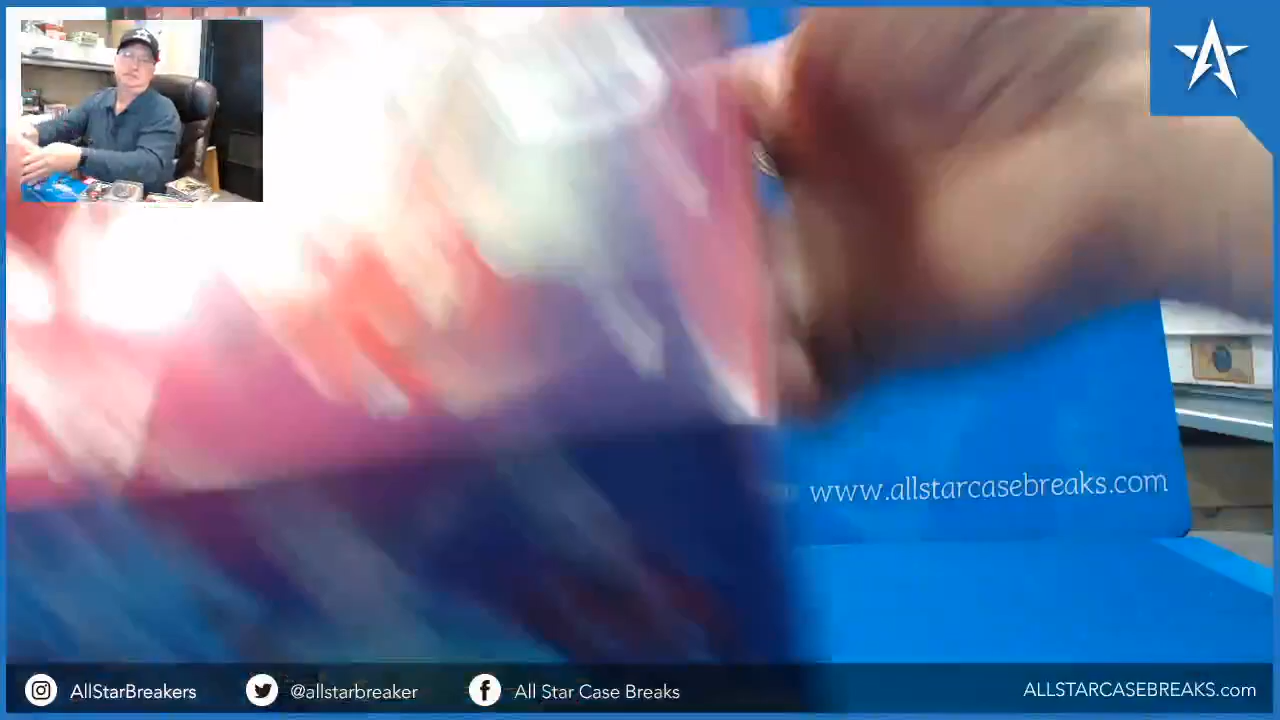 www.allstarcasebreaks.com
AllStarBreakers
@allstarbreaker
All Star Case Breaks
ALLSTARCASEBREAKS.com